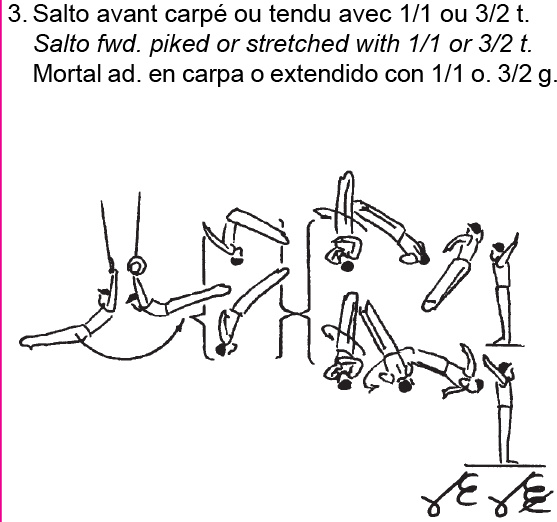 3. Salto avant carpé ou tendu avec 1/1 ou 3/2 t.
Salto fwd. piked or stretched with 1/1 or 3/2 t.
Mortal ad. en carpa o extendido con 1/1 o. 3/2 g.